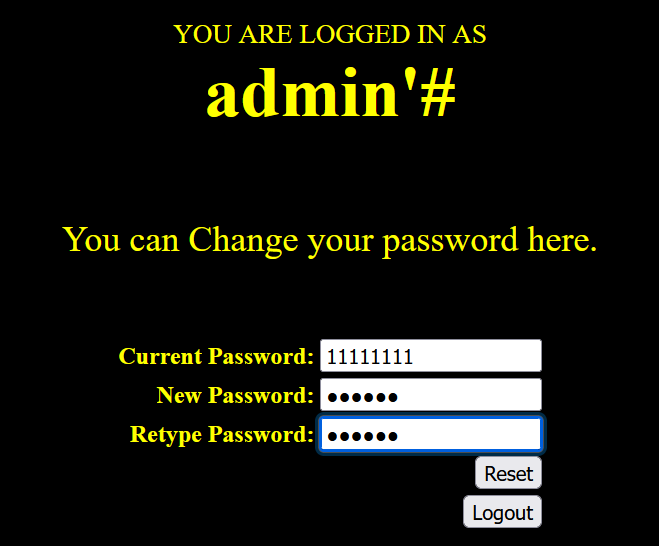 YOU ARE LOGGED IN AS
admin'#
You can Change your password here.
Current Password: 11111111
New Password: ••••••
Retype Password: ••••••
Reset
Logout